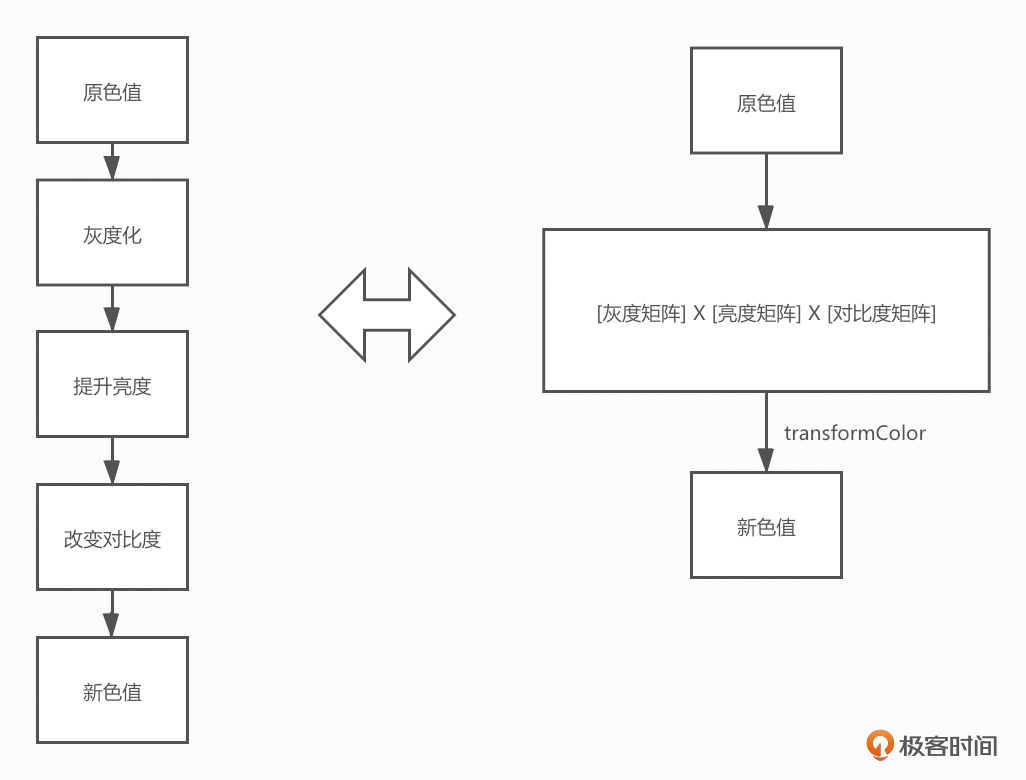 原色值
灰度化
提升亮度
改变对比度
新色值
原色值
[灰度矩阵] X [亮度矩阵] X [对比度矩阵]
transformColor
新色值
极客时间